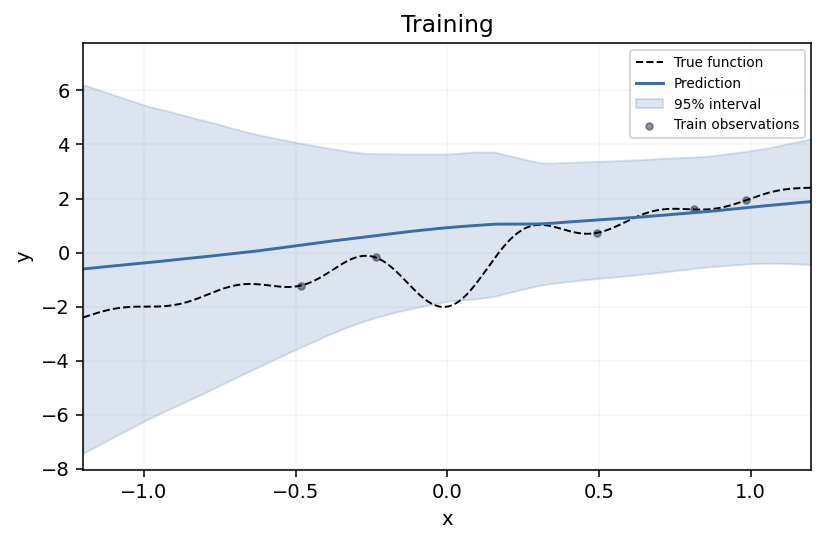 Training
True function
Prediction
95% interval
Train observations
6
4
2
0
−2
−4
−6
−8
y
−1.0
−0.5
0.0
0.5
1.0
x